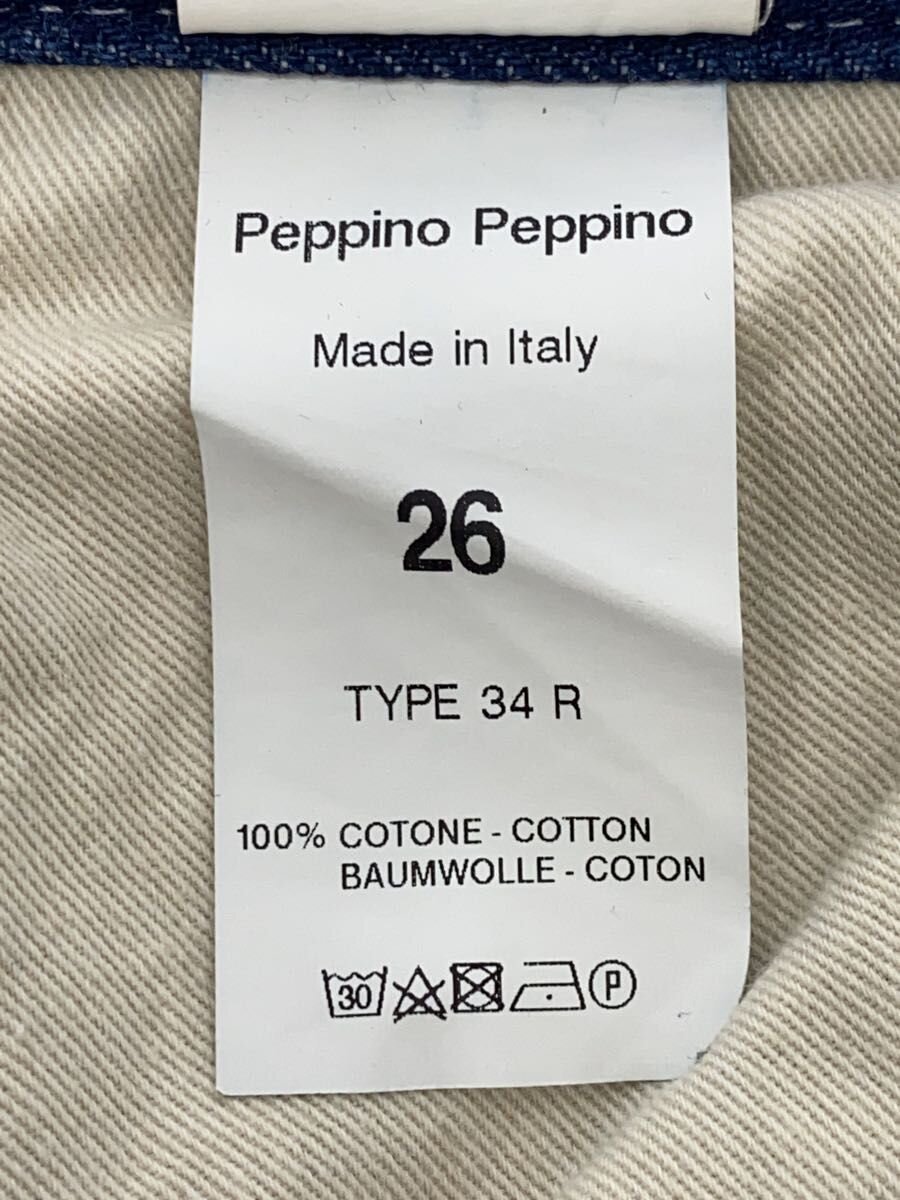 Peppino Peppino
Made in Italy
26
TYPE 34 R
100% COTONE - COTTON
BAUMWOLLE - COTON
30 P